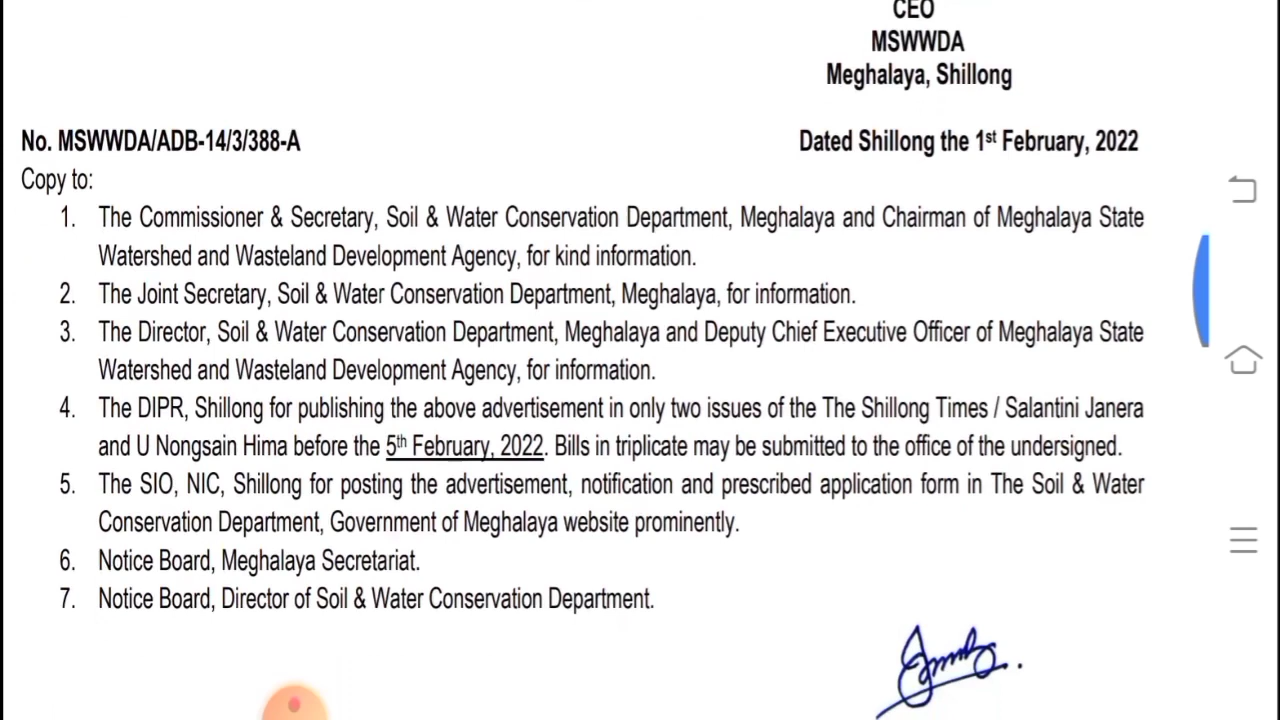 CEO
MSWWDA
Meghalaya, Shillong
No. MSWWDA/ADB-14/3/388-A Dated Shillong the 1st February, 2022
Copy to:
1. The Commissioner & Secretary, Soil & Water Conservation Department, Meghalaya and Chairman of Meghalaya State
Watershed and Wasteland Development Agency, for kind information.
2. The Joint Secretary, Soil & Water Conservation Department, Meghalaya, for information.
3. The Director, Soil & Water Conservation Department, Meghalaya and Deputy Chief Executive Officer of Meghalaya State
Watershed and Wasteland Development Agency, for information.
4. The DIPR, Shillong for publishing the above advertisement in only two issues of the The Shillong Times / Salantini Janera
and U Nongsain Hima before the 5th February, 2022. Bills in triplicate may be submitted to the office of the undersigned.
5. The SIO, NIC, Shillong for posting the advertisement, notification and prescribed application form in The Soil & Water
Conservation Department, Government of Meghalaya website prominently.
6. Notice Board, Meghalaya Secretariat.
7. Notice Board, Director of Soil & Water Conservation Department.